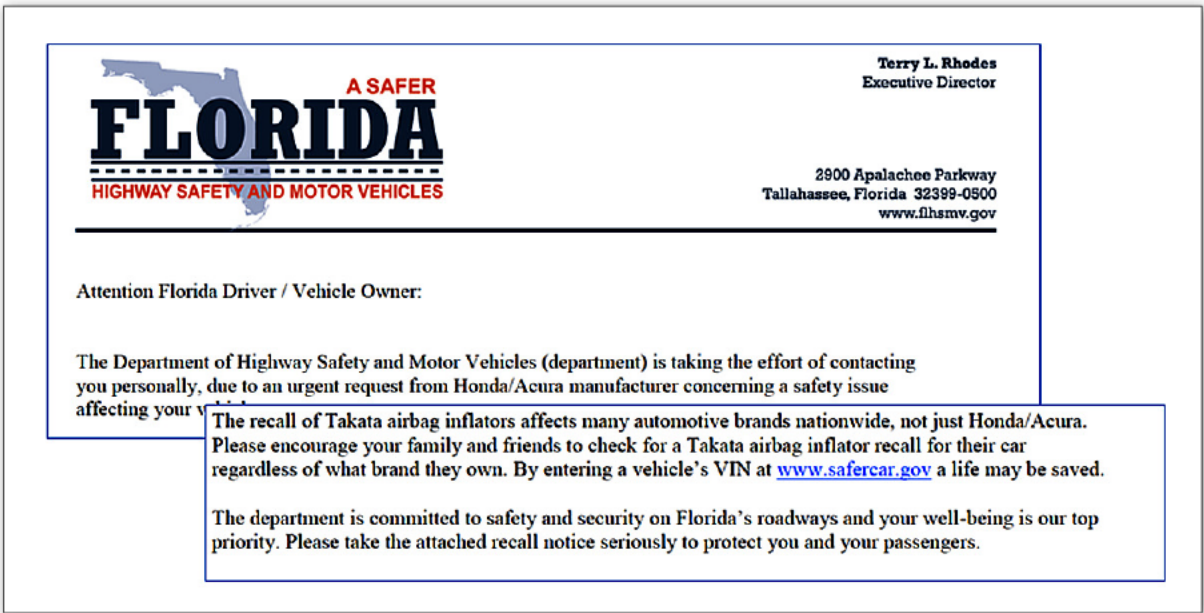 A SAFER
FLORIDA
HIGHWAY SAFETY AND MOTOR VEHICLES
Terry L. Rhodes
Executive Director
2900 Apalachee Parkway
Tallahassee, Florida 32399-0500
www.flhsmv.gov
Attention Florida Driver / Vehicle Owner:
The Department of Highway Safety and Motor Vehicles (department) is taking the effort of contacting
you personally, due to an urgent request from Honda/Acura manufacturer concerning a safety issue
affecting your
The recall of Takata airbag inflators affects many automotive brands nationwide, not just Honda/Acura.
Please encourage your family and friends to check for a Takata airbag inflator recall for their car
regardless of what brand they own. By entering a vehicle's VIN at www.safercar.gov a life may be saved.
The department is committed to safety and security on Florida's roadways and your well-being is our top
priority. Please take the attached recall notice seriously to protect you and your passengers.